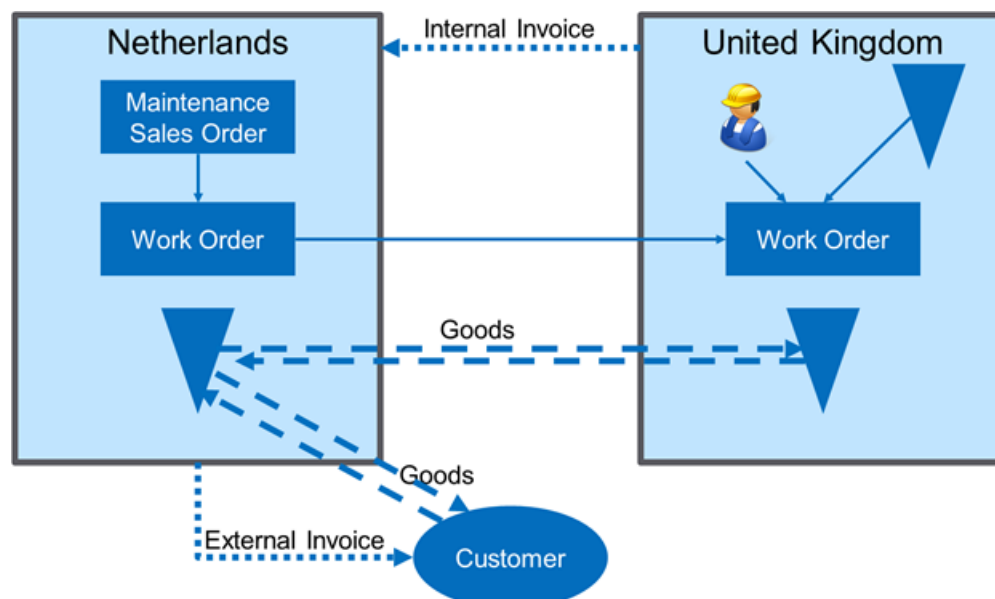 Netherlands
Internal Invoice
United Kingdom
Maintenance
Sales Order
Work Order
Work Order
Goods
Goods
External Invoice
Customer